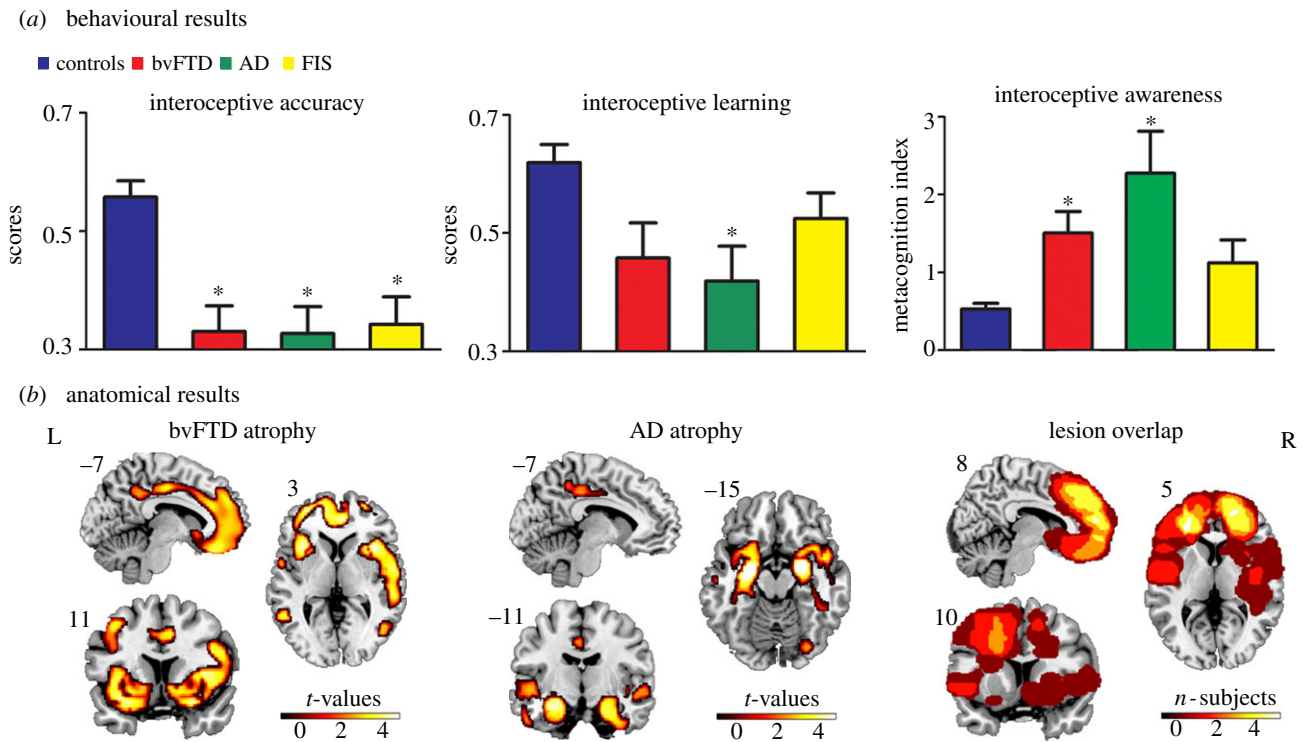 (a) behavioural results
controls bvFTD AD FIS
interoceptive accuracy
scores
0.7
0.5
0.3
* * *
interoceptive learning
scores
0.7
0.5
0.3
*
interoceptive awareness
metacognition index
3
2
1
0
* *
(b) anatomical results
L
bvFTD atrophy
–7
3
11
t-values
0 2 4
AD atrophy
–7
–15
–11
t-values
0 2 4
lesion overlap
R
8
5
10
n-subjects
0 2 4